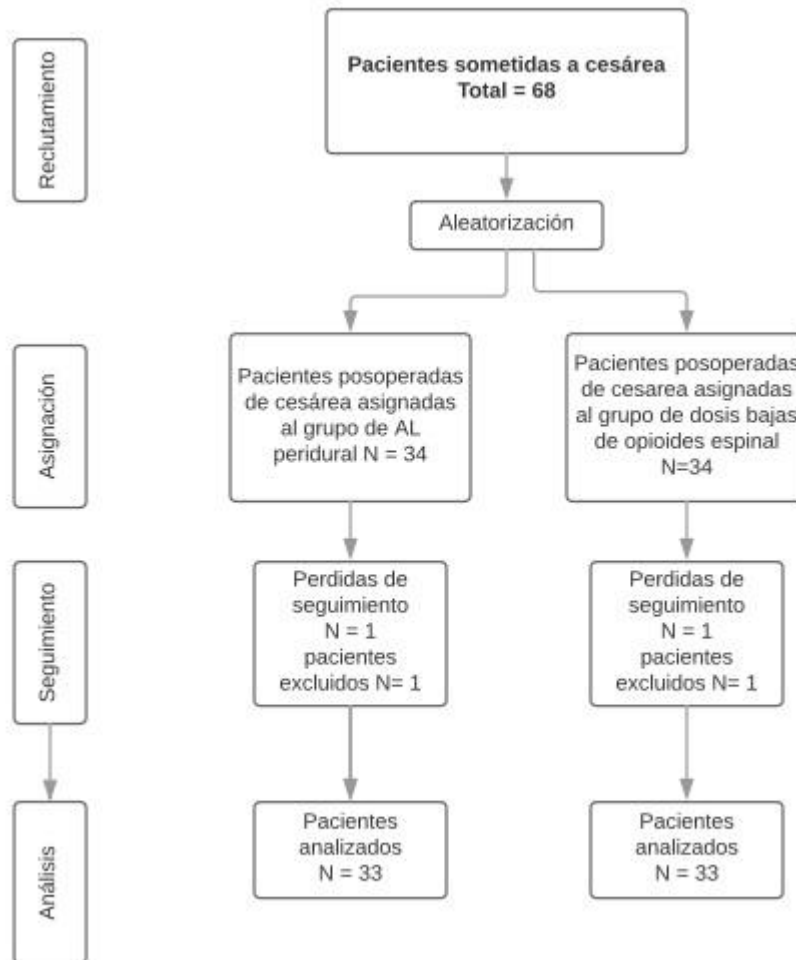 Reclutamiento
Pacientes sometidas a cesárea
Total = 68
Aleatorización
Asignación
Pacientes posoperadas
de cesárea asignadas
al grupo de AL
peridural N = 34
Pacientes posoperadas
de cesarea asignadas
al grupo de dosis bajas
de opioides espinal
N=34
Seguimiento
Perdidas de
seguimiento
N = 1
pacientes
excluidos N= 1
Perdidas de
seguimiento
N = 1
pacientes
excluidos N= 1
Análisis
Pacientes
analizados
N = 33
Pacientes
analizados
N = 33